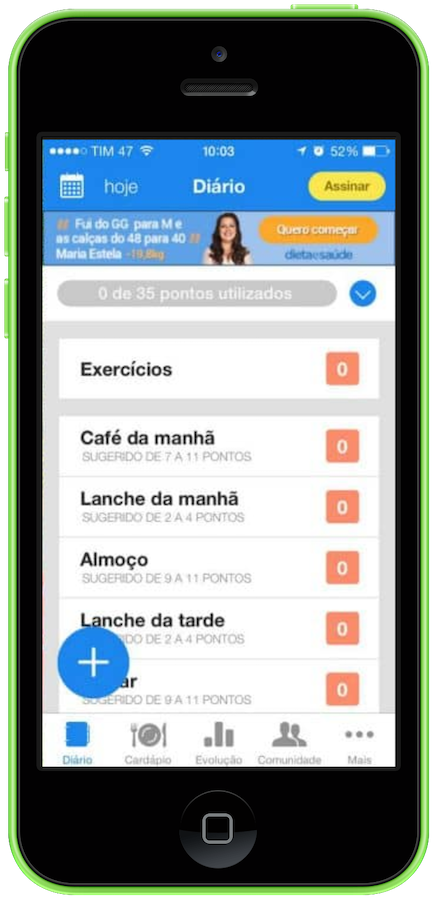 TIM 47
10:03
52%
hoje
Diário
Assinar
Fui do GG para M e
as calças do 48 para 40
Maria Estela -19,8kg
Quero começar
dietaesaúde
0 de 35 pontos utilizados
Exercícios
0
Café da manhã
0
SUGERIDO DE 7 A 11 PONTOS
Lanche da manhã
0
SUGERIDO DE 2 A 4 PONTOS
Almoço
0
SUGERIDO DE 9 A 11 PONTOS
Lanche da tarde
0
DO DE 2 A 4 PONTOS
ar
0
SUGERIDO DE 9 A 11 PONTOS
Diário
Cardápio
Evolução
Comunidade
Mais